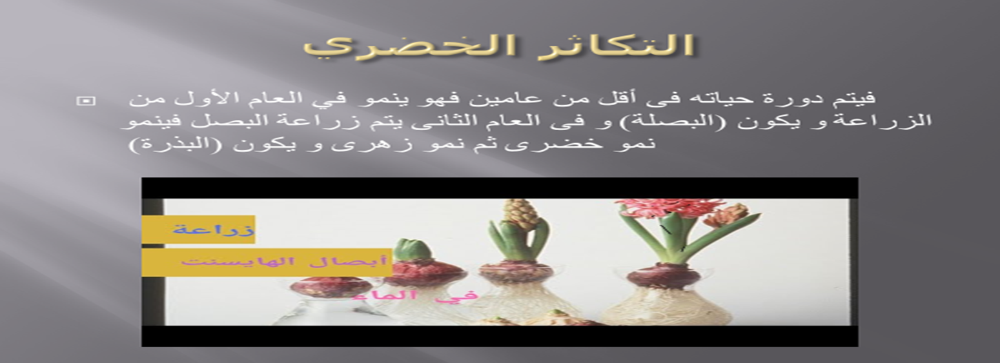 التكاثر الخضري
فيتم دورة حياته فى أقل من عامين فهو ينمو في العام الأول من
الزراعة و يكون (البصلة) و فى العام الثانى يتم زراعة البصل فينمو
نمو خضرى ثم نمو زهرى و يكون (البذرة)
زراعة
أبصال الهايسنت
في الماء